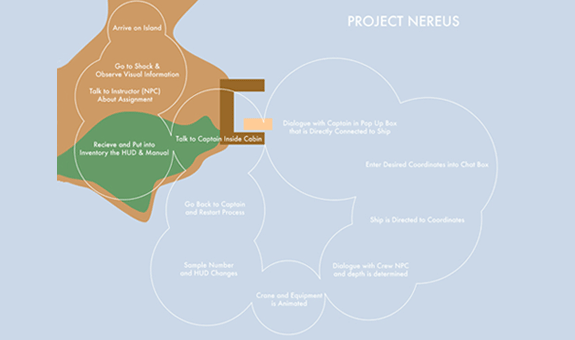 PROJECT NEREUS
Arrive on Island
Go to Shack &
Observe Visual Information
Talk to Instructor (NPC)
About Assignment
Recieve and Put into
Inventory the HUD & Manual
Talk to Captain Inside Cabin
Dialogue with Captain in Pop Up Box
that is Directly Connected to Ship
Enter Desired Coordinates into Chat Box
Ship is Directed to Coordinates
Dialogue with Crew NPC
and depth is determined
Crane and Equipment
is Animated
Sample Number
and HUD Changes
Go Back to Captain
and Restart Process